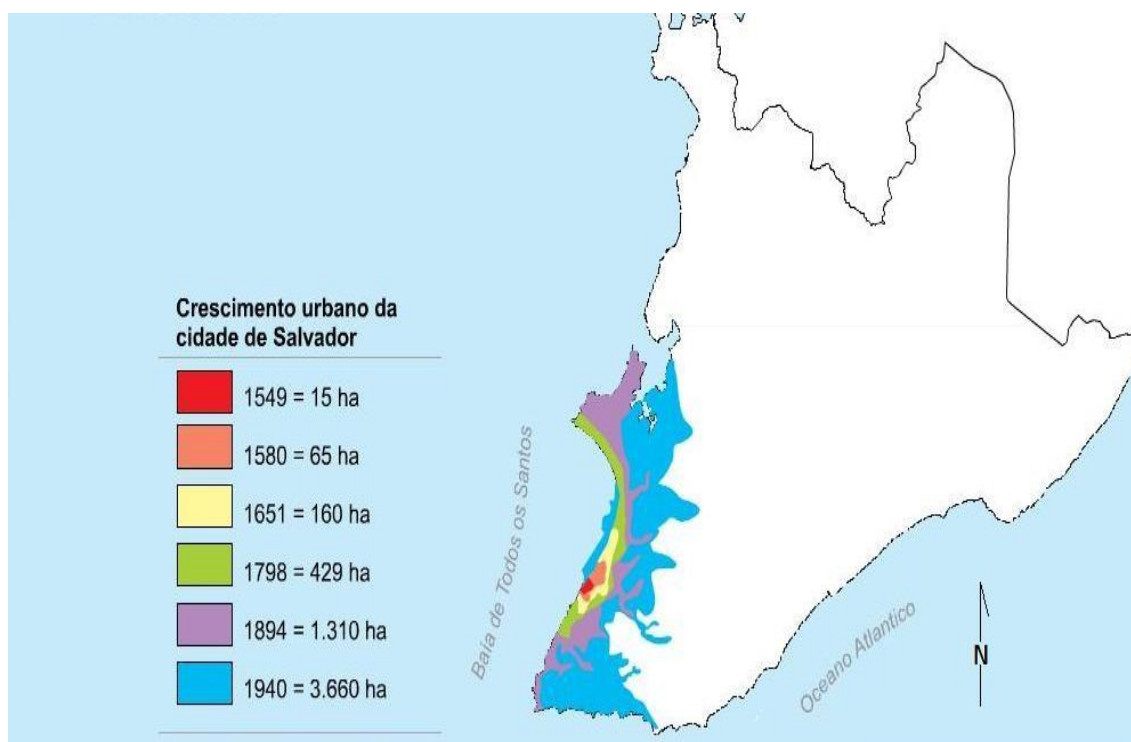 Crescimento urbano da
cidade de Salvador
1549 = 15 ha
1580 = 65 ha
1651 = 160 ha
1798 = 429 ha
1894 = 1.310 ha
1940 = 3.660 ha
Baía de Todos os Santos
Oceano Atlantico
N